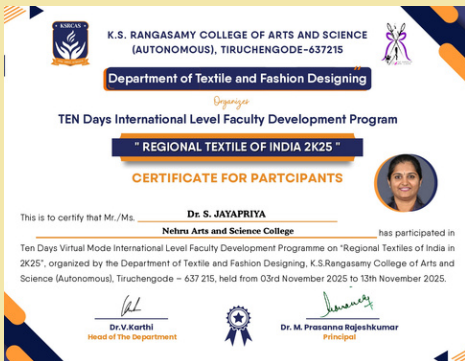 KSRCAS
K.S. RANGASAMY COLLEGE OF ARTS AND SCIENCE
(AUTONOMOUS), TIRUCHENGODE-637215
Department of Textile and Fashion Designing
Organizes
TEN Days International Level Faculty Development Program
" REGIONAL TEXTILE OF INDIA 2K25 "
CERTIFICATE FOR PARTCIPANTS
This is to certify that Mr./Ms. Dr. S. JAYAPRIYA
Nehru Arts and Science College has participated in
Ten Days Virtual Mode International Level Faculty Development Programme on "Regional Textiles of India in
2K25", organized by the Department of Textile and Fashion Designing, K.S.Rangasamy College of Arts and
Science (Autonomous), Tiruchengode – 637 215, held from 03rd November 2025 to 13th November 2025.
Dr.V.Karthi
Head of The Department
Dr. M. Prasanna Rajeshkumar
Principal